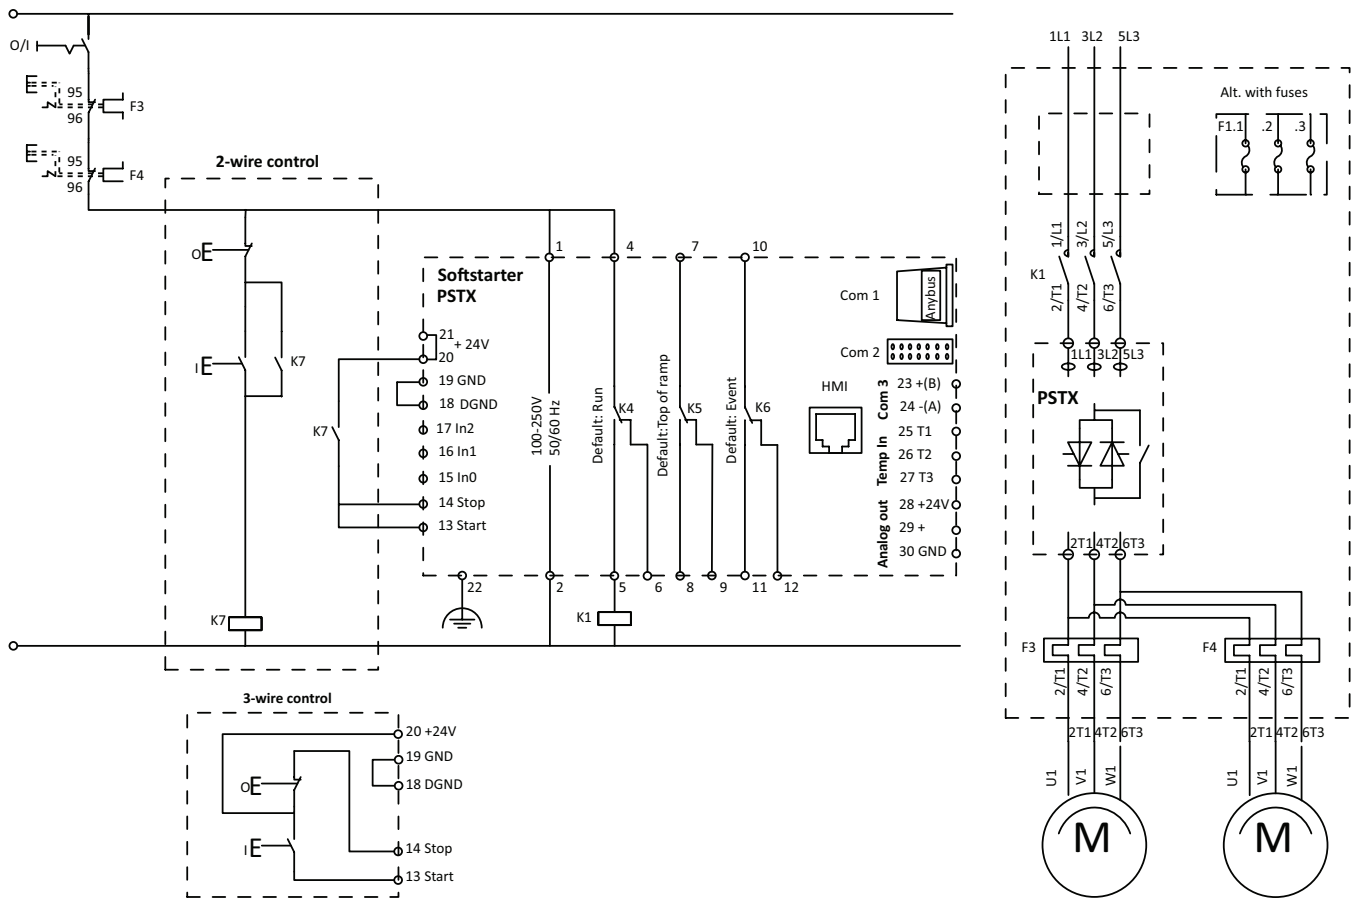 O/I
95
96
F3
95
96
F4
2-wire control
O
I
K7
K7
K7
Softstarter
PSTX
1
4
7
10
21
+ 24V
20
19 GND
18 DGND
17 In2
16 In1
15 In0
14 Stop
13 Start
22
100-250V
50/60 Hz
Default: Run
K4
Default:Top of ramp
K5
Default: Event
K6
2
5
6
8
9
11
12
K1
Com 1
Anybus
Com 2
HMI
Com 3
23 +(B)
24 -(A)
Temp In
25 T1
26 T2
27 T3
Analog out
28 +24V
29 +
30 GND
3-wire control
20 +24V
19 GND
18 DGND
O
I
14 Stop
13 Start
1L1 3L2 5L3
Alt. with fuses
F1.1 .2 .3
1/L1 3/L2 5/L3
K1
2/T1 4/T2 6/T3
1L1 3L2 5L3
PSTX
2T1 4T2 6T3
F3
2/T1 4/T2 6/T3
F4
2/T1 4/T2 6/T3
2T1 4T2 6T3
2T1 4T2 6T3
U1 V1 W1
U1 V1 W1
M
M